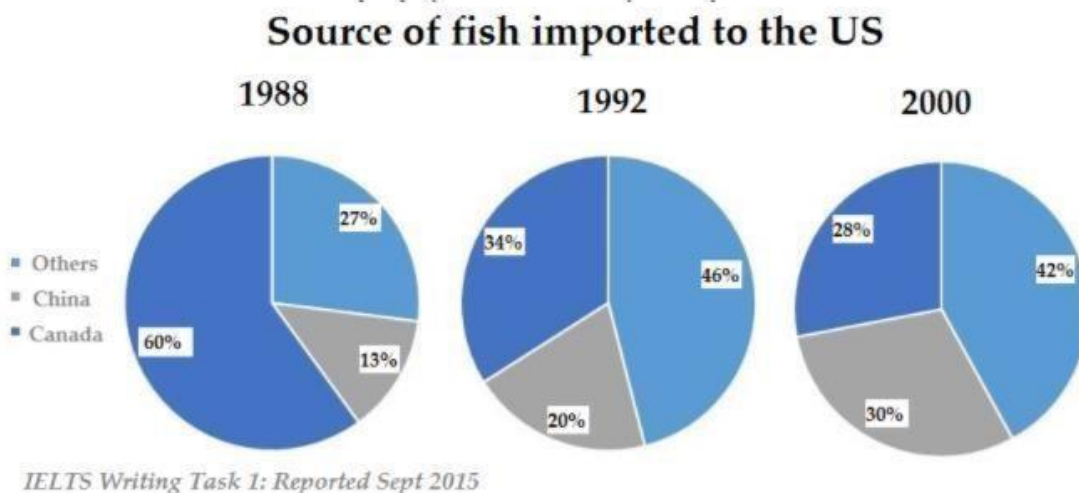 Source of fish imported to the US
1988
1992
2000
27%
13%
60%
34%
46%
20%
28%
42%
30%
Others
China
Canada
IELTS Writing Task 1: Reported Sept 2015